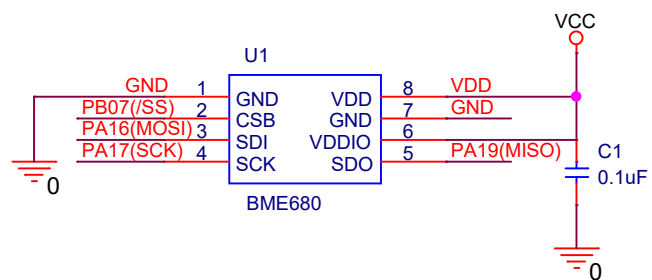 VCC
U1
GND 1 GND VDD 8 VDD
PB07(/SS) 2 CSB GND 7 GND
PA16(MOSI) 3 SDI VDDIO 6
PA17(SCK) 4 SCK SDO 5 PA19(MISO)
C1
0.1uF
0
BME680
0